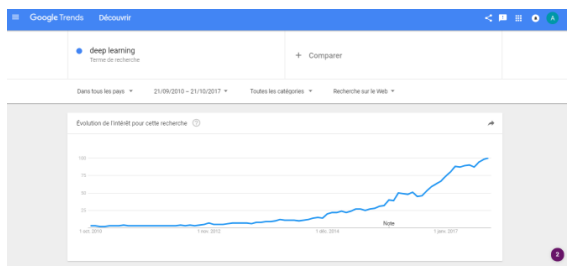 Google Trends Découvrir
A
deep learning
Terme de recherche
+ Comparer
Dans tous les pays
21/09/2010 – 21/10/2017
Toutes les catégories
Recherche sur le Web
Évolution de l'intérêt pour cette recherche
100
75
50
25
Note
1 oct. 2010
1 nov. 2012
1 déc. 2014
1 janv. 2017
2